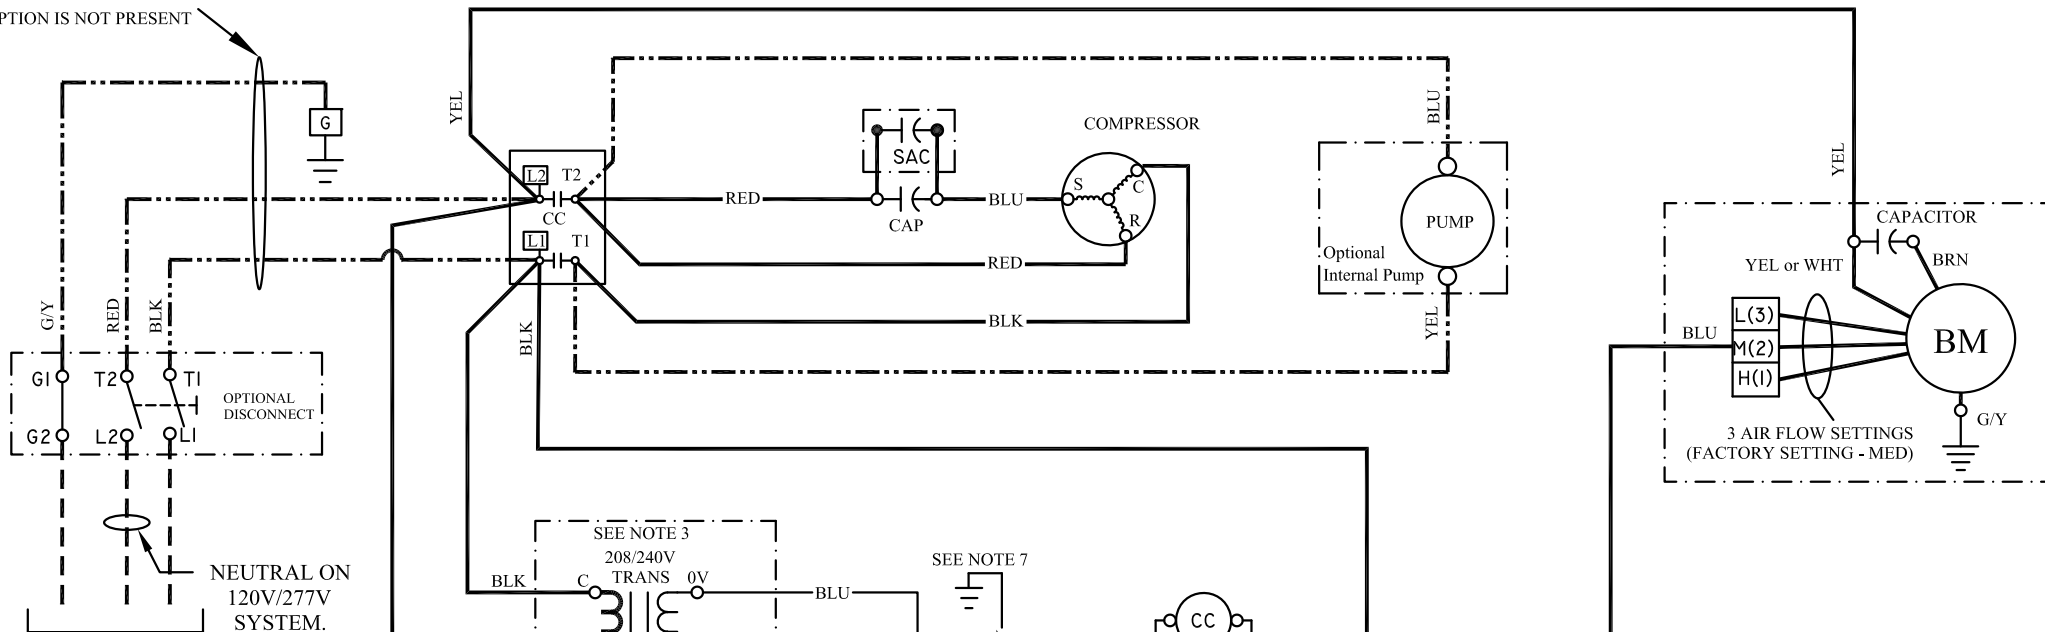 PTION IS NOT PRESENT
G
YEL
L2 T2
CC
L1 T1
RED
SAC
CAP
BLU
COMPRESSOR
S
C
R
RED
BLK
BLU
PUMP
Optional
Internal Pump
YEL
YEL
CAPACITOR
BRN
YEL or WHT
L(3)
BLU
M(2)
H(1)
BM
G/Y
3 AIR FLOW SETTINGS
(FACTORY SETTING - MED)
G/Y
RED
BLK
BLK
G1 T2 T1
OPTIONAL
DISCONNECT
G2 L2 L1
NEUTRAL ON
120V/277V
SYSTEM.
SEE NOTE 3
208/240V
TRANS
BLK
C
0V
BLU
SEE NOTE 7
CC